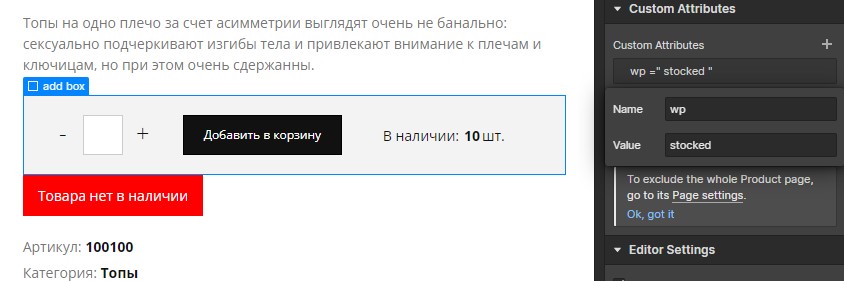 Топы на одно плечо за счет асимметрии выглядят очень не банально:
сексуально подчеркивают изгибы тела и привлекают внимание к плечам и
ключицам, но при этом очень сдержанны.
add box
- + Добавить в корзину В наличии: 10 шт.
Товара нет в наличии
Артикул: 100100
Категория: Топы
Custom Attributes
Custom Attributes +
wp =" stocked "
Name wp
Value stocked
To exclude the whole Product page,
go to its Page settings.
Ok, got it
Editor Settings